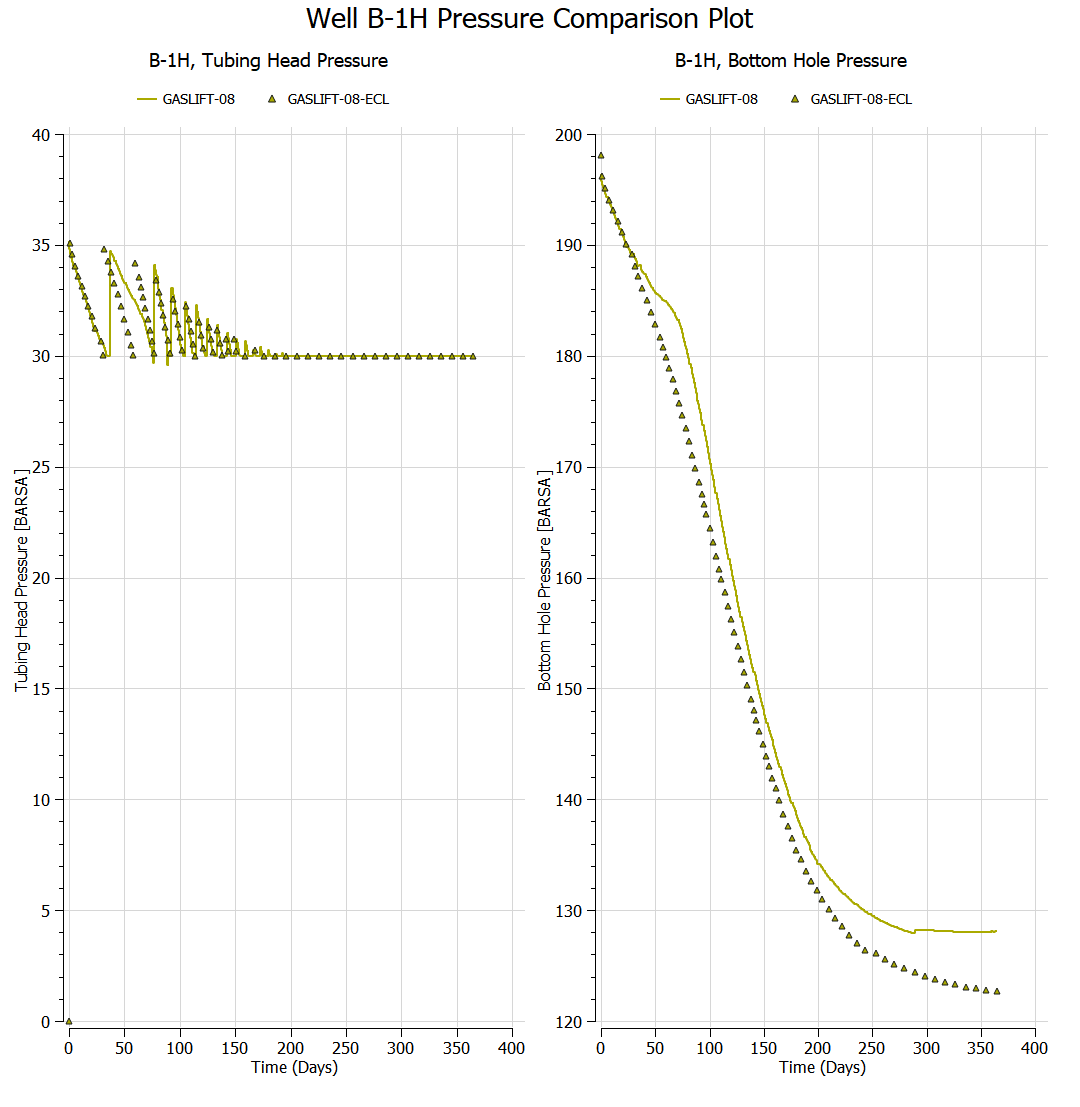 Well B-1H Pressure Comparison Plot
B-1H, Tubing Head Pressure
GASLIFT-08 GASLIFT-08-ECL
40
35
30
25
20
15
10
5
0
Tubing Head Pressure [BARSA]
0 50 100 150 200 250 300 350 400
Time (Days)
B-1H, Bottom Hole Pressure
GASLIFT-08 GASLIFT-08-ECL
200
190
180
170
160
150
140
130
120
Bottom Hole Pressure [BARSA]
0 50 100 150 200 250 300 350 400
Time (Days)